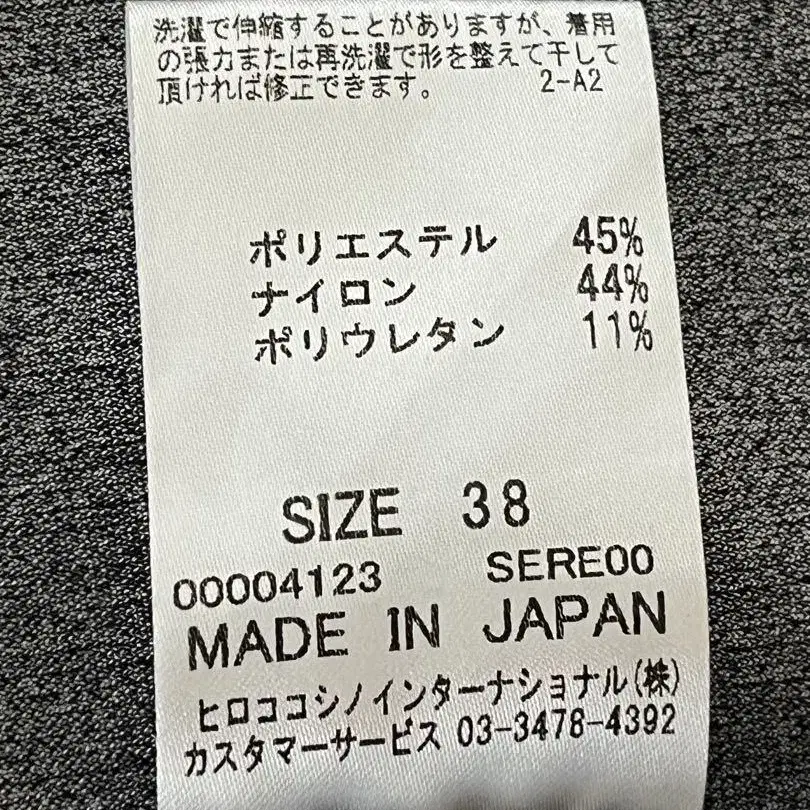 洗濯で伸縮することがありますが、着用
の張力または再洗濯で形を整えて干して
頂ければ修正できます。 2-A2
ポリエステル 45%
ナイロン 44%
ポリウレタン 11%
SIZE 38
00004123 SERE00
MADE IN JAPAN
ヒロココシノインターナショナル(株)
カスタマーサービス 03-3478-4392